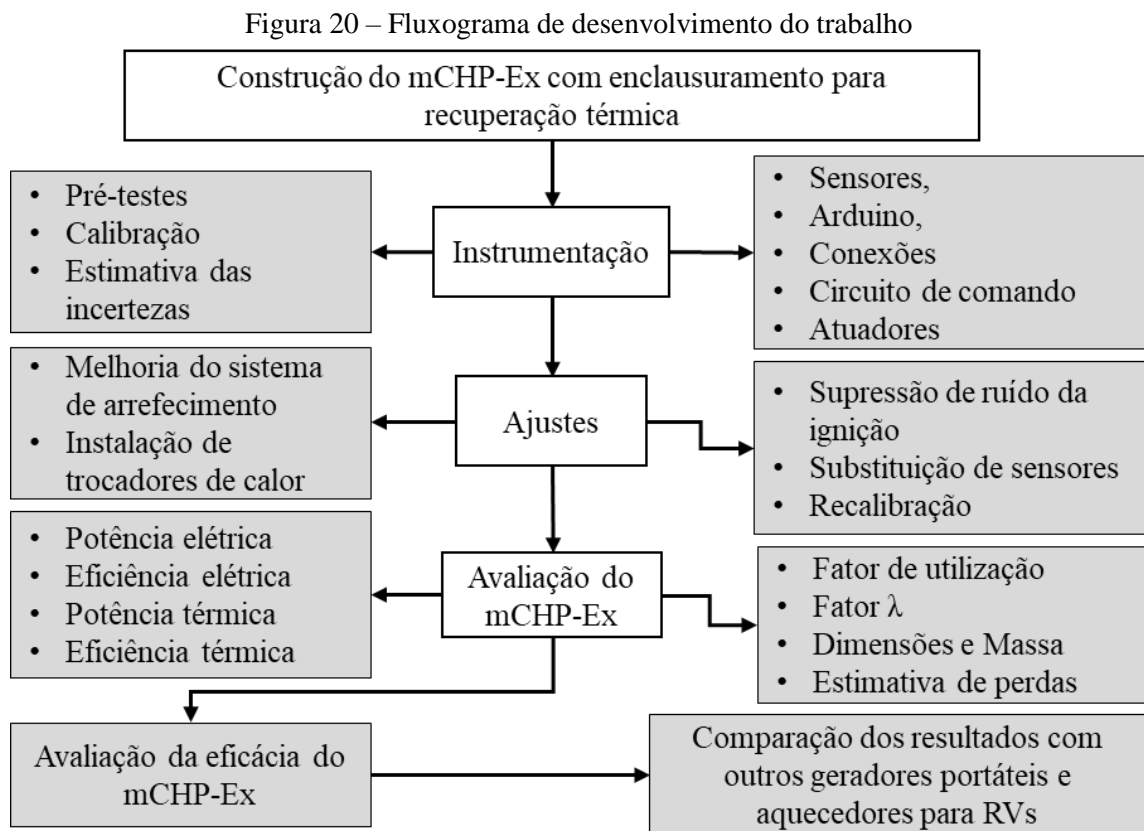 Figura 20 – Fluxograma de desenvolvimento do trabalho
Construção do mCHP-Ex com enclausuramento para
recuperação térmica
• Pré-testes
• Calibração
• Estimativa das
incertezas
Instrumentação
• Sensores,
• Arduino,
• Conexões
• Circuito de comando
• Atuadores
• Melhoria do sistema
de arrefecimento
• Instalação de
trocadores de calor
Ajustes
• Supressão de ruído da
ignição
• Substituição de sensores
• Recalibração
• Potência elétrica
• Eficiência elétrica
• Potência térmica
• Eficiência térmica
Avaliação do
mCHP-Ex
• Fator de utilização
• Fator λ
• Dimensões e Massa
• Estimativa de perdas
Avaliação da eficácia do
mCHP-Ex
Comparação dos resultados com
outros geradores portáteis e
aquecedores para RVs